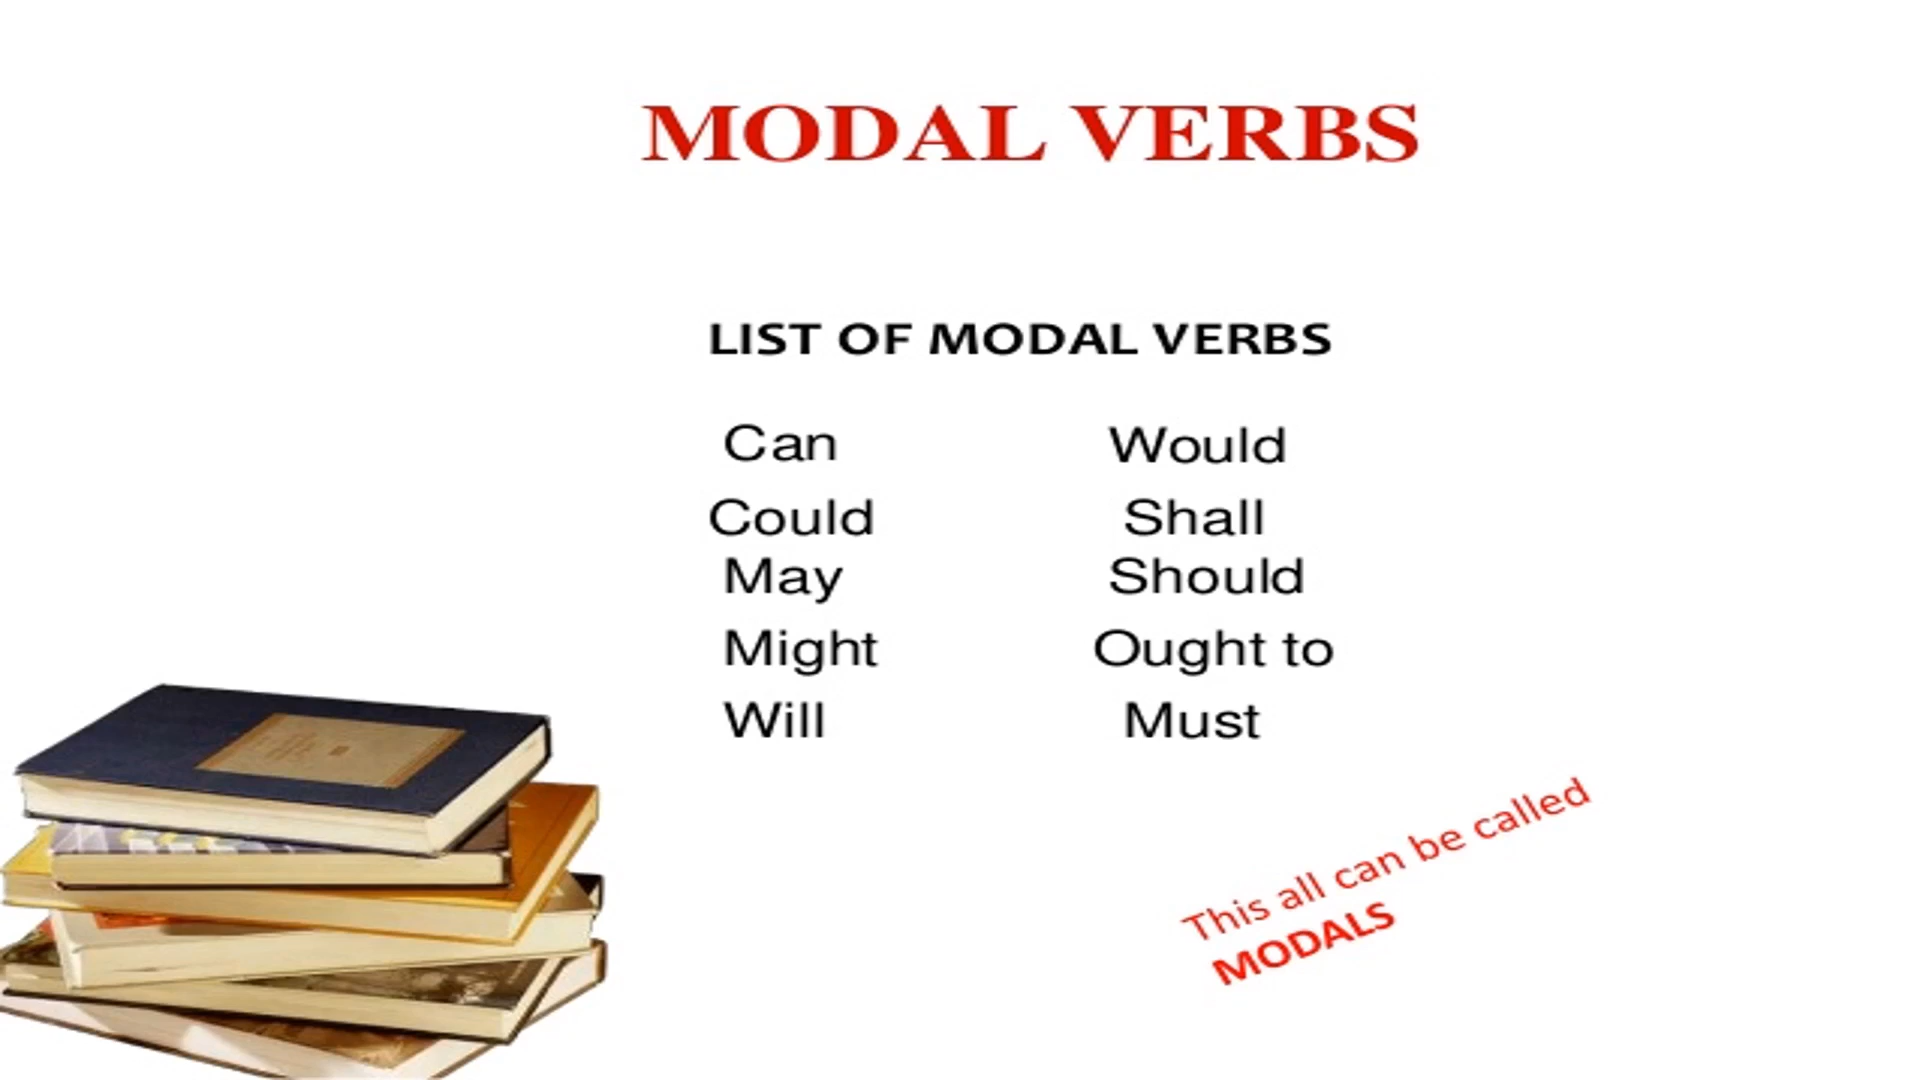 MODAL VERBS
LIST OF MODAL VERBS
Can Would
Could Shall
May Should
Might Ought to
Will Must
This all can be called
MODALS